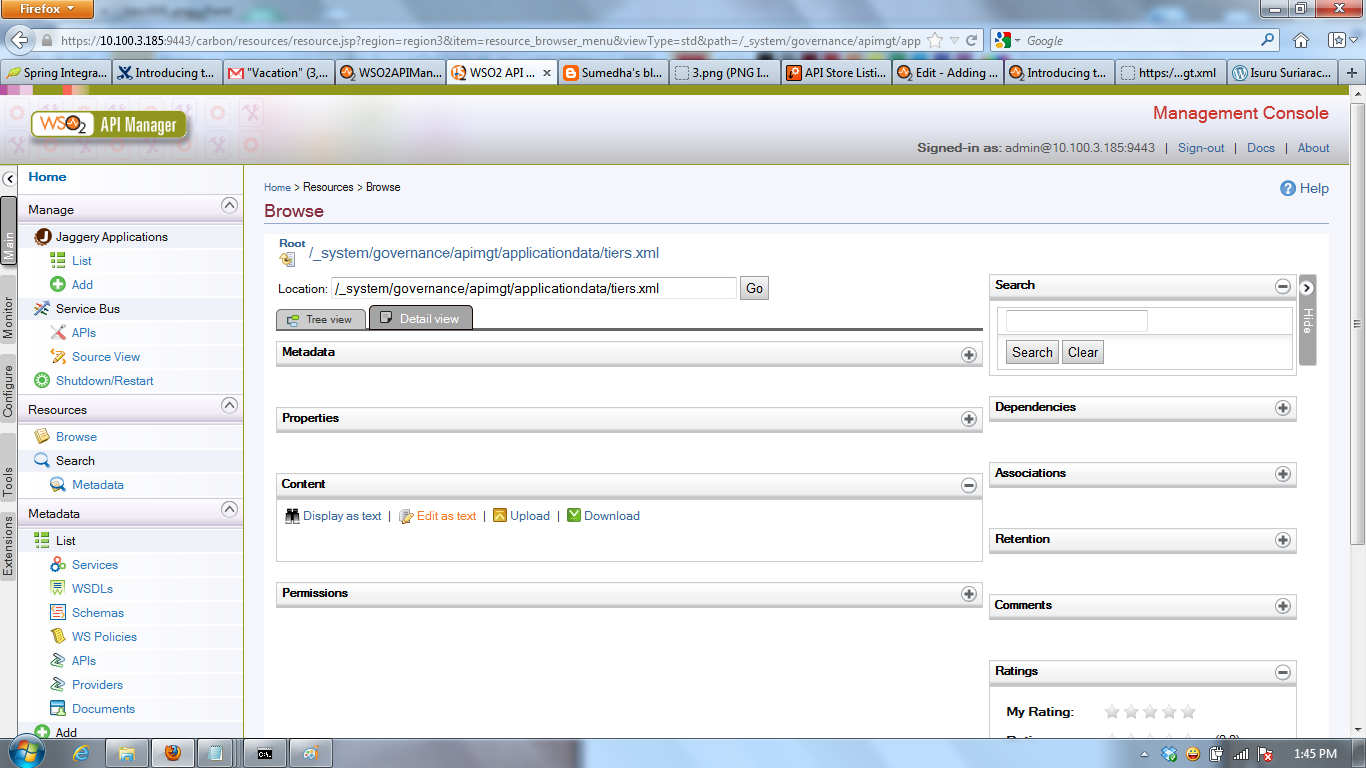 Firefox
https://10.100.3.185:9443/carbon/resources/resource.jsp?region=region3&item=resource_browser_menu&viewType=std&path=/_system/governance/apimgt/app
Google
Spring Integra...
Introducing t...
"Vacation" (3,...
WSO2APIMan...
WSO2 API ...
Sumedha's bl...
3.png (PNG I...
API Store Listi...
Edit - Adding ...
Introducing t...
https:/...gt.xml
Isuru Suriarac...
WSO2 API Manager
Management Console
Signed-in as: admin@10.100.3.185:9443 | Sign-out | Docs | About
Main
Monitor
Configure
Tools
Extensions
Home
Manage
Jaggery Applications
List
Add
Service Bus
APIs
Source View
Shutdown/Restart
Resources
Browse
Search
Metadata
Metadata
List
Services
WSDLs
Schemas
WS Policies
APIs
Providers
Documents
Add
Home > Resources > Browse
Help
Browse
Root
/_system/governance/apimgt/applicationdata/tiers.xml
Location: /_system/governance/apimgt/applicationdata/tiers.xml Go
Tree view
Detail view
Metadata
Properties
Content
Display as text | Edit as text | Upload | Download
Permissions
Search
Search Clear
Hide
Dependencies
Associations
Retention
Comments
Ratings
My Rating:
1:45 PM